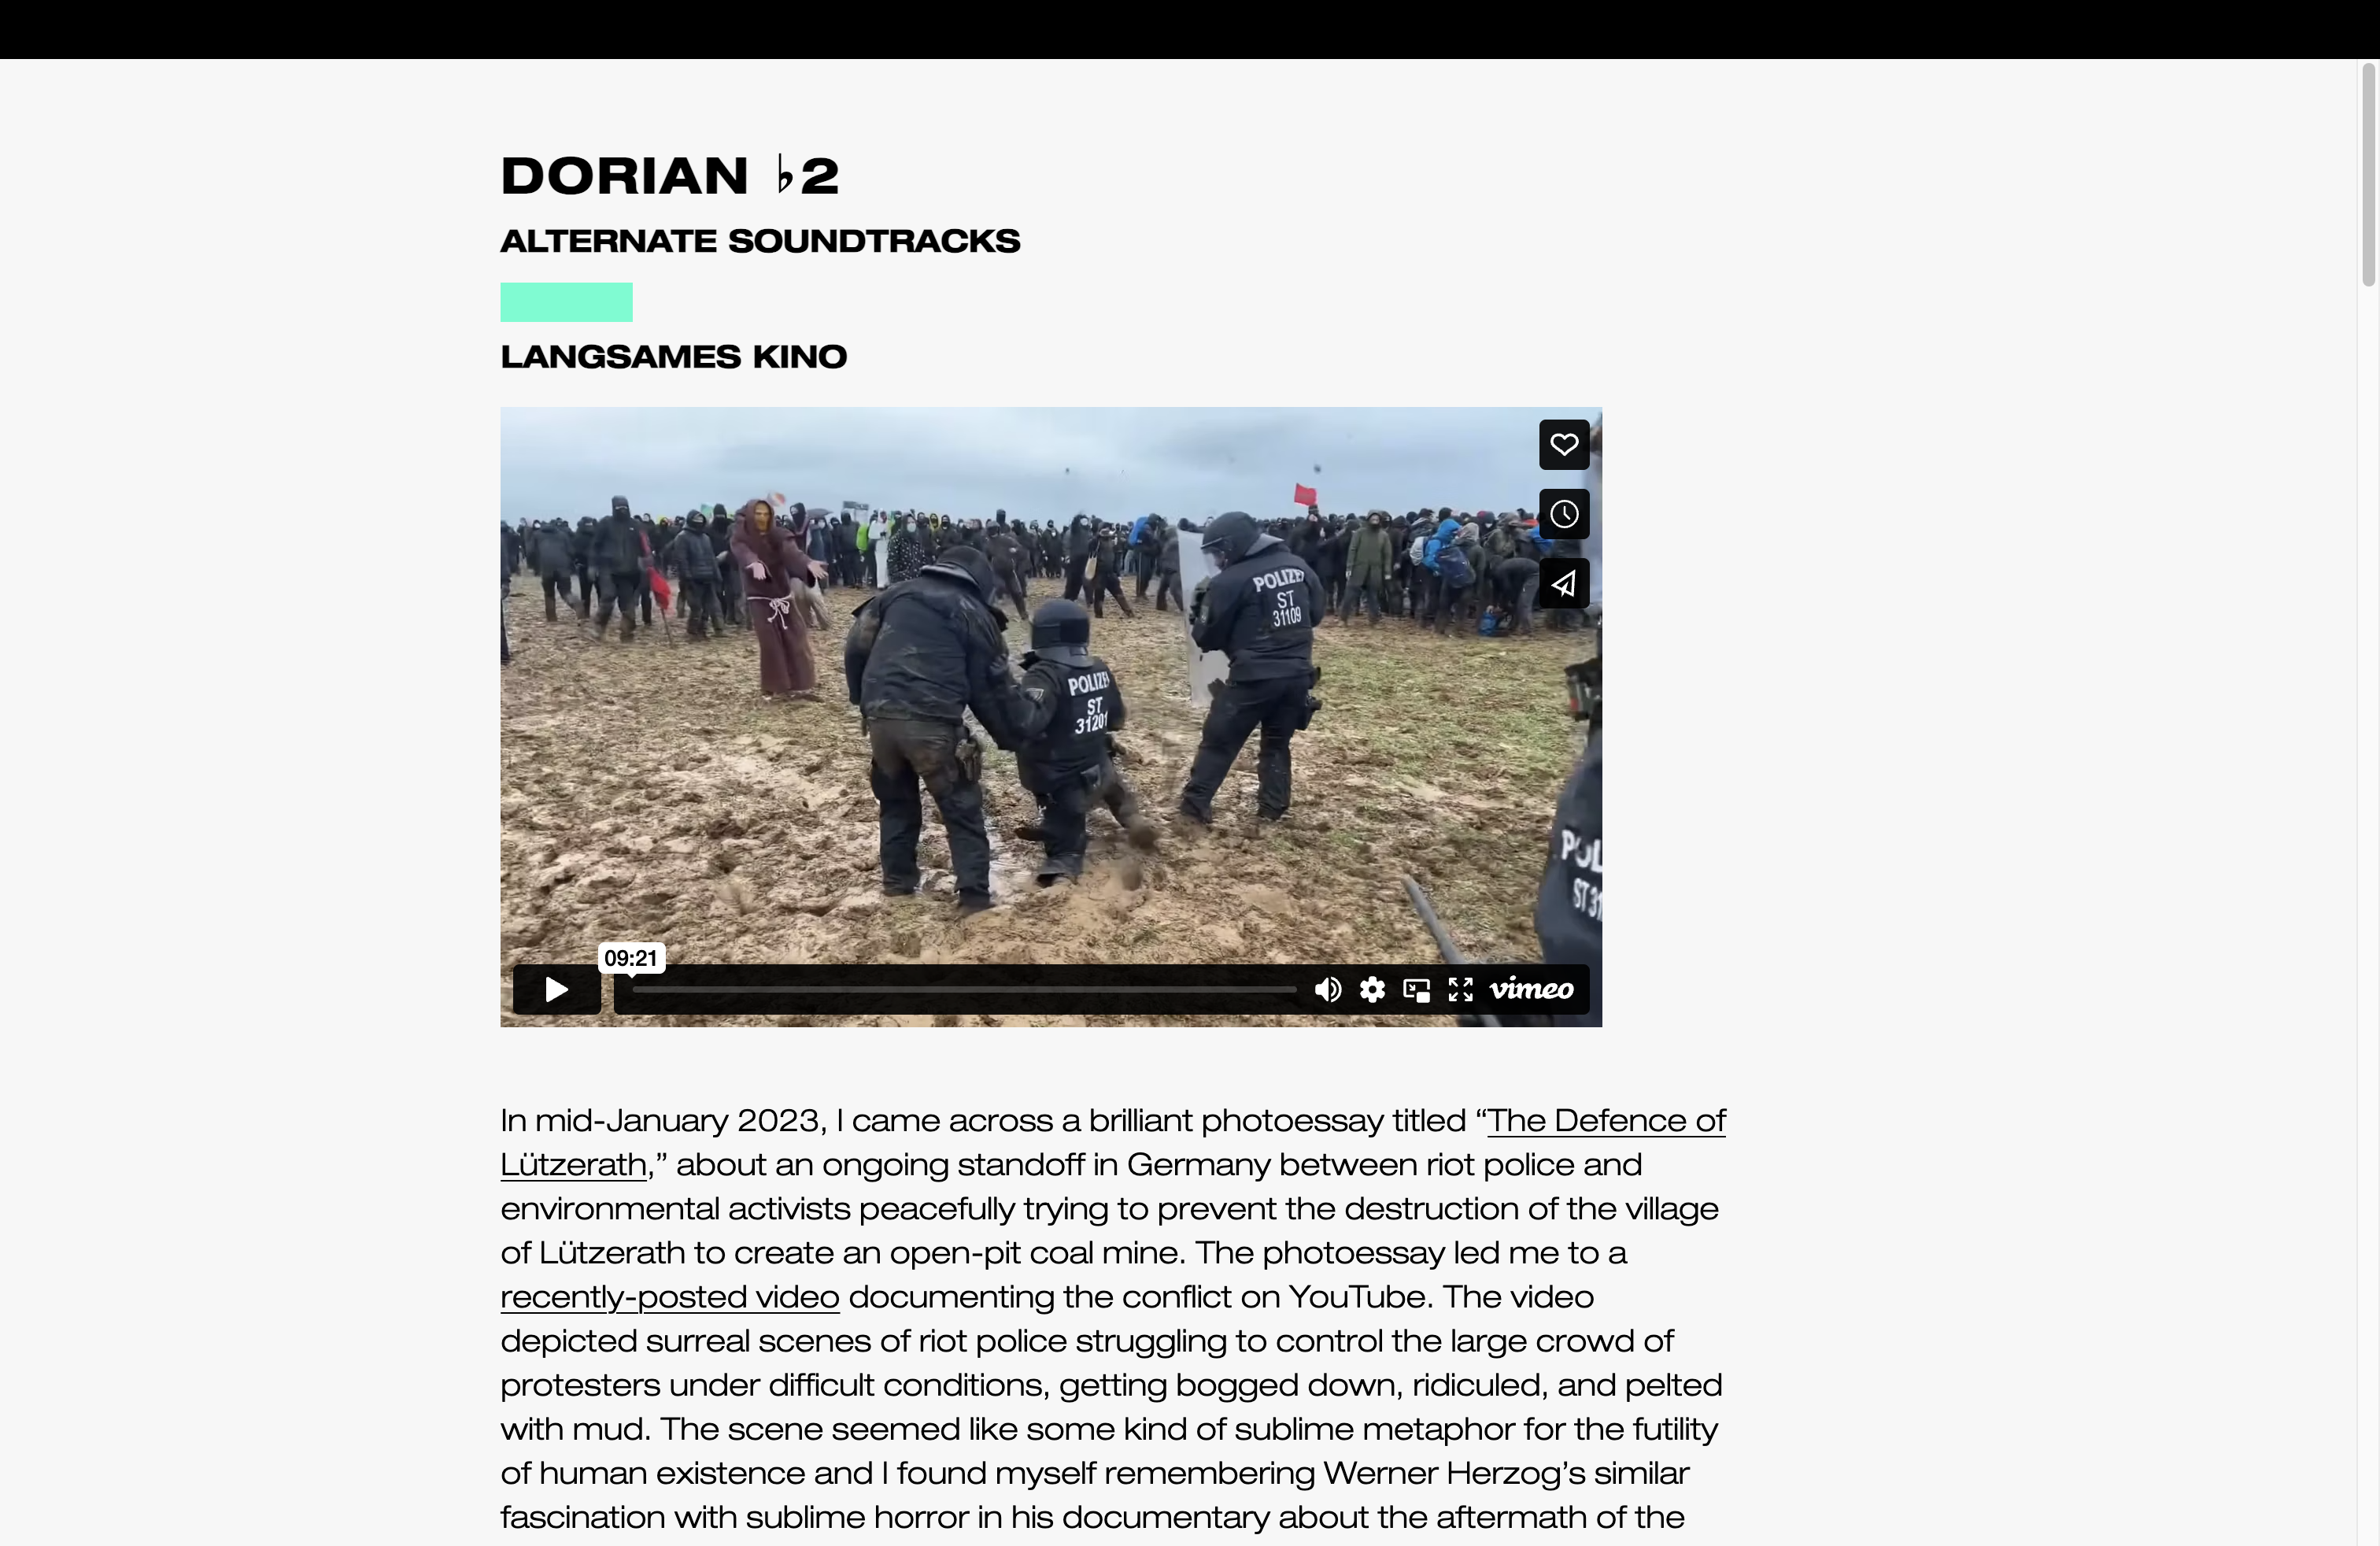 DORIAN ♭2
ALTERNATE SOUNDTRACKS
LANGSAMES KINO
POLIZEI
ST
31109
POLIZEI
ST
31201
POL
ST 31
09:21
vimeo
In mid-January 2023, I came across a brilliant photoessay titled “The Defence of
Lützerath,” about an ongoing standoff in Germany between riot police and
environmental activists peacefully trying to prevent the destruction of the village
of Lützerath to create an open-pit coal mine. The photoessay led me to a
recently-posted video documenting the conflict on YouTube. The video
depicted surreal scenes of riot police struggling to control the large crowd of
protesters under difficult conditions, getting bogged down, ridiculed, and pelted
with mud. The scene seemed like some kind of sublime metaphor for the futility
of human existence and I found myself remembering Werner Herzog’s similar
fascination with sublime horror in his documentary about the aftermath of the